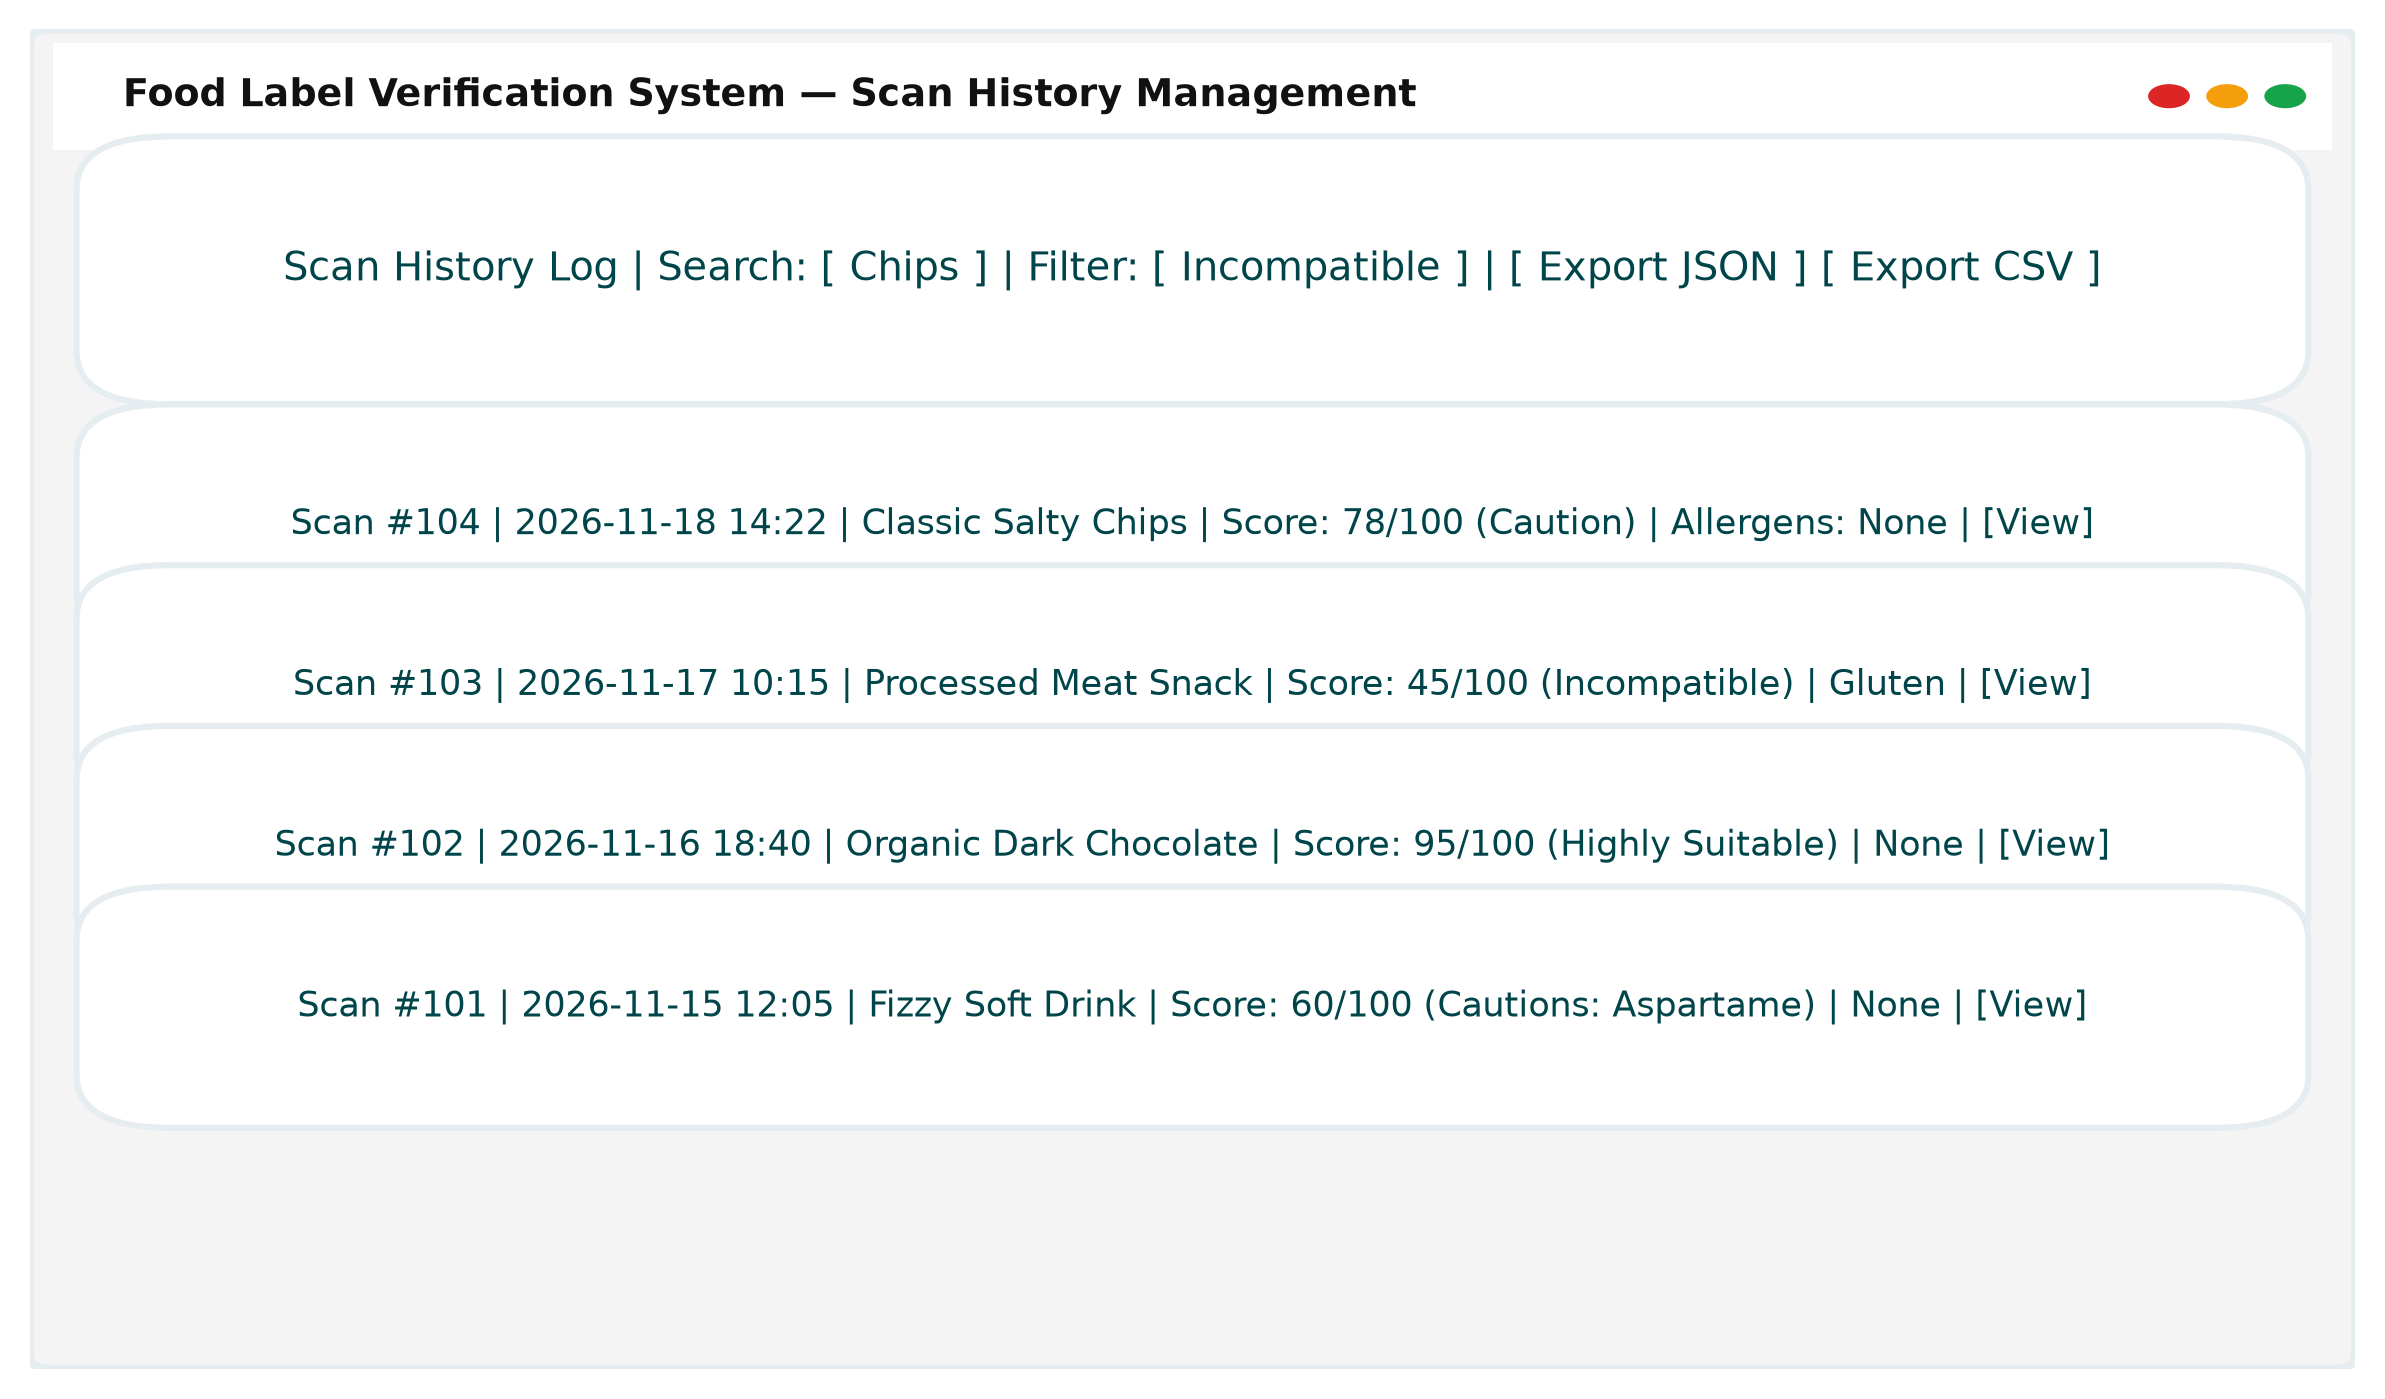 Food Label Verification System — Scan History Management
Scan History Log | Search: [ Chips ] | Filter: [ Incompatible ] | [ Export JSON ] [ Export CSV ]
Scan #104 | 2026-11-18 14:22 | Classic Salty Chips | Score: 78/100 (Caution) | Allergens: None | [View]
Scan #103 | 2026-11-17 10:15 | Processed Meat Snack | Score: 45/100 (Incompatible) | Gluten | [View]
Scan #102 | 2026-11-16 18:40 | Organic Dark Chocolate | Score: 95/100 (Highly Suitable) | None | [View]
Scan #101 | 2026-11-15 12:05 | Fizzy Soft Drink | Score: 60/100 (Cautions: Aspartame) | None | [View]